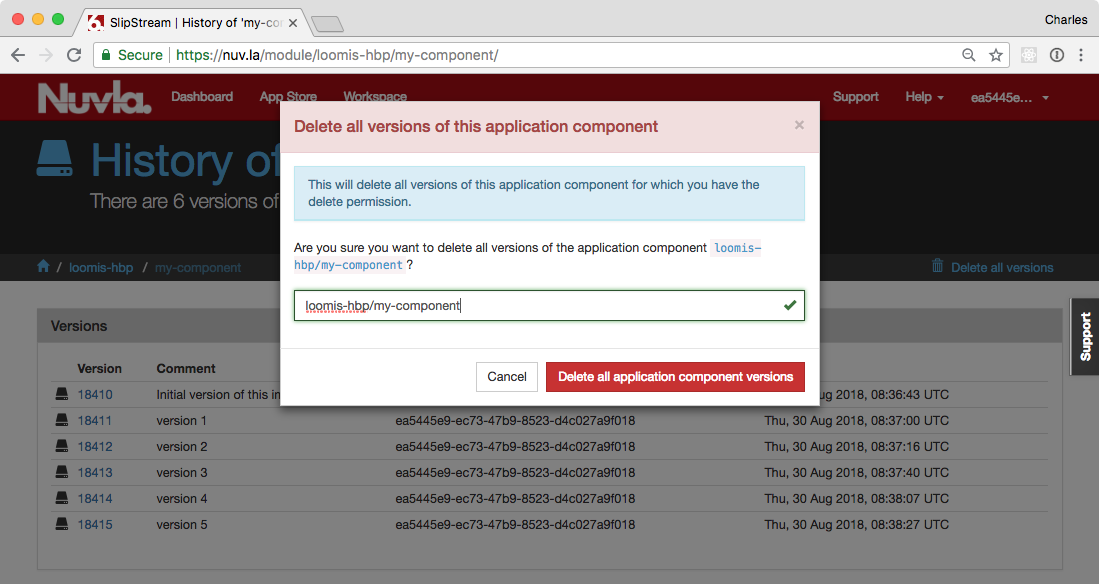 SlipStream | History of 'my-co
Charles
Secure https://nuv.la/module/loomis-hbp/my-component/
Nuvla.
Dashboard App Store Workspace Support Help ea5445e...
Delete all versions of this application component ×
History of
There are 6 versions of
This will delete all versions of this application component for which you have the
delete permission.
Are you sure you want to delete all versions of the application component loomis-
hbp/my-component ?
/ loomis-hbp / my-component Delete all versions
loomis-hbp/my-component
Support
Versions
Cancel Delete all application component versions
Version Comment
18410 Initial version of this ug 2018, 08:36:43 UTC
18411 version 1 ea5445e9-ec73-47b9-8523-d4c027a9f018 Thu, 30 Aug 2018, 08:37:00 UTC
18412 version 2 ea5445e9-ec73-47b9-8523-d4c027a9f018 Thu, 30 Aug 2018, 08:37:16 UTC
18413 version 3 ea5445e9-ec73-47b9-8523-d4c027a9f018 Thu, 30 Aug 2018, 08:37:40 UTC
18414 version 4 ea5445e9-ec73-47b9-8523-d4c027a9f018 Thu, 30 Aug 2018, 08:38:07 UTC
18415 version 5 ea5445e9-ec73-47b9-8523-d4c027a9f018 Thu, 30 Aug 2018, 08:38:27 UTC